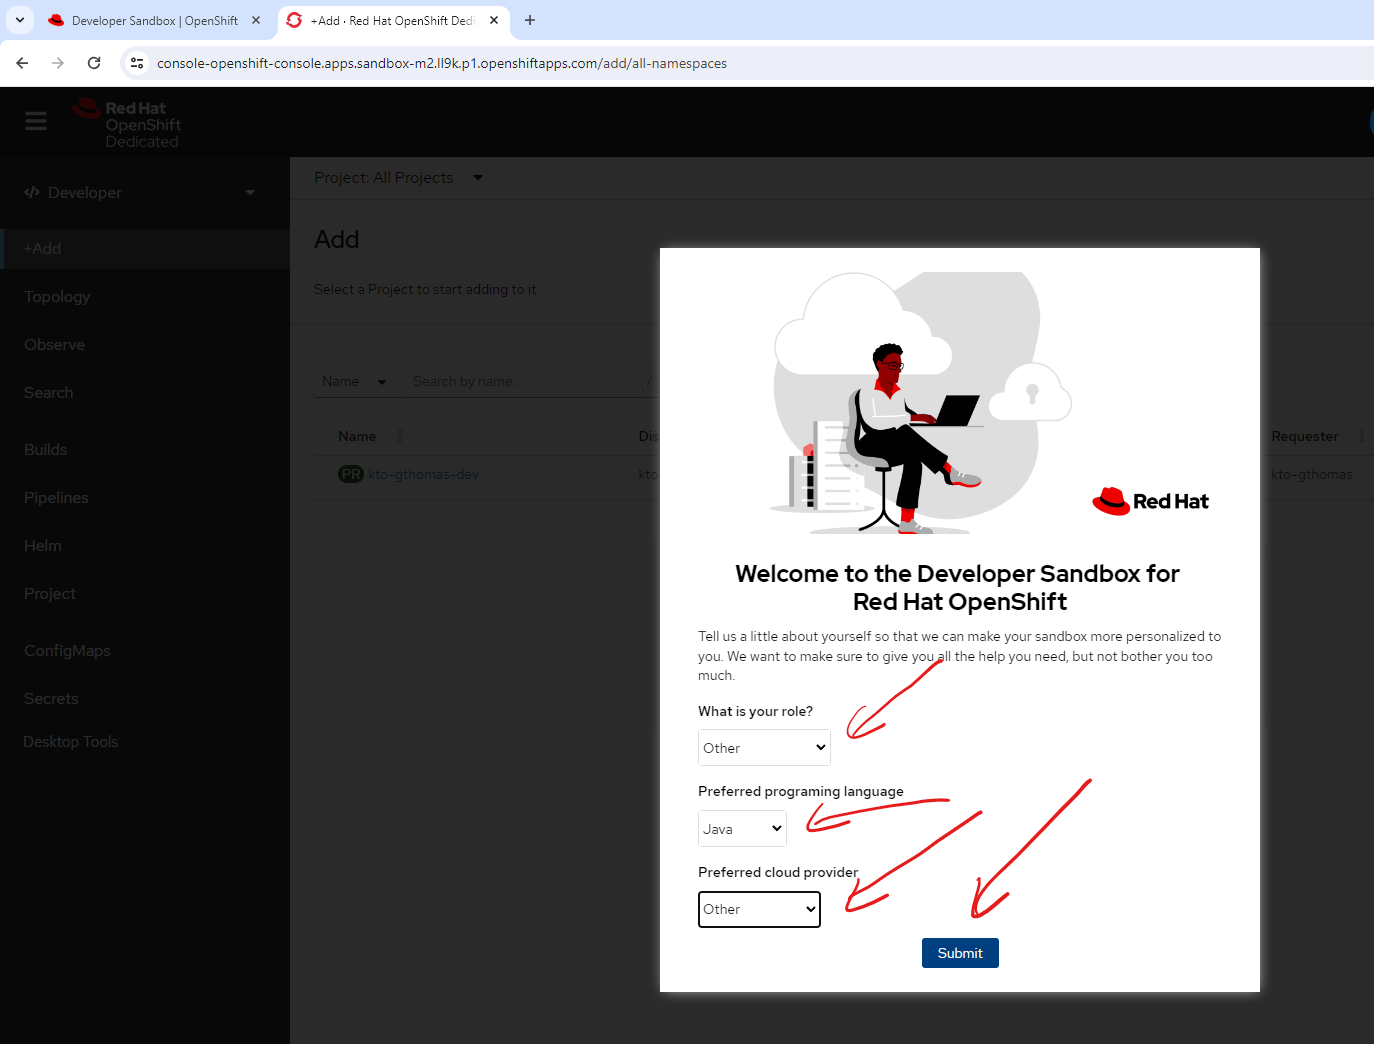 Developer Sandbox | OpenShift
+Add · Red Hat OpenShift Dedi
console-openshift-console.apps.sandbox-m2.ll9k.p1.openshiftapps.com/add/all-namespaces
Red Hat
OpenShift
Dedicated
Developer
+Add
Topology
Observe
Search
Builds
Pipelines
Helm
Project
ConfigMaps
Secrets
Desktop Tools
Project: All Projects
Add
Select a Project to start adding to it.
Name
Search by name...
/
Name
Dis
Requester
PR kto-gthomas-dev
kto
kto-gthomas
Red Hat
Welcome to the Developer Sandbox for
Red Hat OpenShift
Tell us a little about yourself so that we can make your sandbox more personalized to
you. We want to make sure to give you all the help you need, but not bother you too
much.
What is your role?
Other
Preferred programing language
Java
Preferred cloud provider
Other
Submit